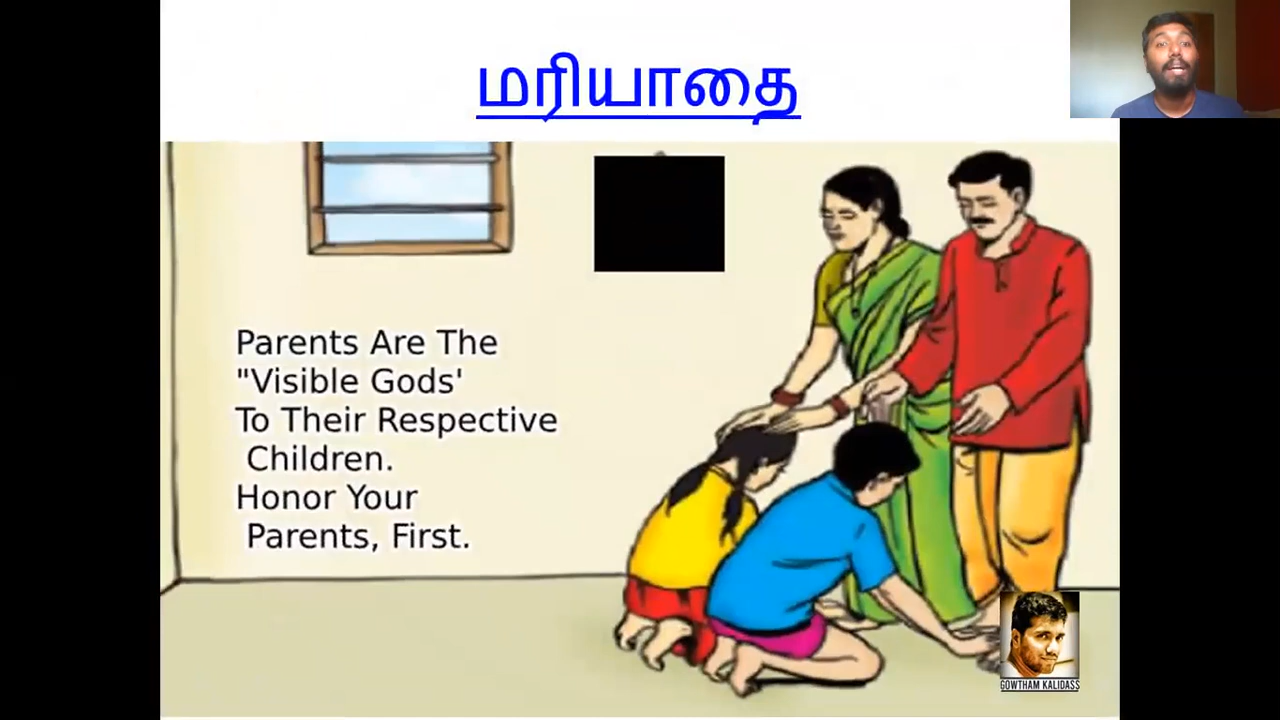 மரியாதை
Parents Are The
"Visible Gods'
To Their Respective
Children.
Honor Your
Parents, First.
GOWTHAM KALIDASS